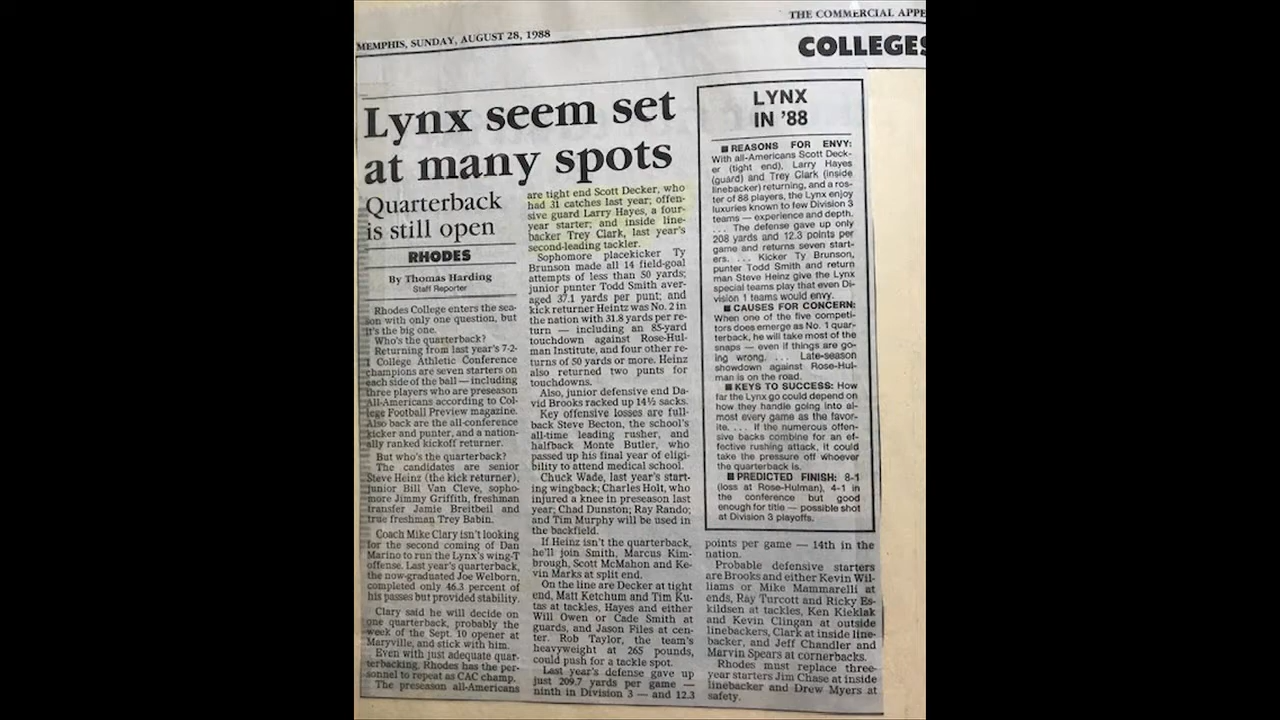 THE COMMERCIAL APPE
MEMPHIS, SUNDAY, AUGUST 28, 1988
COLLEGES
Lynx seem set
at many spots
Quarterback
is still open
RHODES
By Thomas Harding
Staff Reporter
Rhodes College enters the sea-
son with only one question, but
it's the big one.
Who's the quarterback?
Returning from last year's 7-2-
1 College Athletic Conference
champions are seven starters on
each side of the ball — including
three players who are preseason
All-Americans according to Col-
lege Football Preview magazine.
Also back are the all-conference
kicker and punter, and a nation-
ally ranked kickoff returner.
But who's the quarterback?
The candidates are senior
Steve Heinz (the kick returner),
junior Bill Van Cleve, sopho-
more Jimmy Griffith, freshman
transfer Jamie Breitbeil and
true freshman Trey Babin.
Coach Mike Clary isn't looking
for the second coming of Dan
Marino to run the Lynx's wing-T
offense. Last year's quarterback,
the now-graduated Joe Welborn,
completed only 46.3 percent of
his passes but provided stability.
Clary said he will decide on
one quarterback, probably the
week of the Sept. 10 opener at
Maryville, and stick with him.
Even with just adequate quar-
terbacking, Rhodes has the per-
sonnel to repeat as CAC champ.
The preseason all-Americans
are tight end Scott Decker, who
had 31 catches last year; offen-
sive guard Larry Hayes, a four-
year starter; and inside line-
backer Trey Clark, last year's
second-leading tackler.
Sophomore placekicker Ty
Brunson made all 14 field-goal
attempts of less than 50 yards;
junior punter Todd Smith aver-
aged 37.1 yards per punt; and
kick returner Heintz was No. 2 in
the nation with 31.8 yards per re-
turn — including an 85-yard
touchdown against Rose-Hul-
man Institute, and four other re-
turns of 50 yards or more. Heinz
also returned two punts for
touchdowns.
Also, junior defensive end Da-
vid Brooks racked up 14½ sacks.
Key offensive losses are full-
back Steve Becton, the school's
all-time leading rusher, and
halfback Monte Butler, who
passed up his final year of eligi-
bility to attend medical school.
Chuck Wade, last year's start-
ing wingback; Charles Holt, who
injured a knee in preseason last
year; Chad Dunston; Ray Rando;
and Tim Murphy will be used in
the backfield.
If Heinz isn't the quarterback,
he'll join Smith, Marcus Kim-
brough, Scott McMahon and Ke-
vin Marks at split end.
On the line are Decker at tight
end, Matt Ketchum and Tim Ku-
tas at tackles, Hayes and either
Will Owen or Cade Smith at
guards, and Jason Files at cen-
ter. Rob Taylor, the team's
heavyweight at 265 pounds,
could push for a tackle spot.
Last year's defense gave up
just 209.7 yards per game —
ninth in Division 3 — and 12.3
LYNX
IN '88
■ REASONS FOR ENVY:
With all-Americans Scott Deck-
er (tight end), Larry Hayes
(guard) and Trey Clark (inside
linebacker) returning, and a ros-
ter of 88 players, the Lynx enjoy
luxuries known to few Division 3
teams — experience and depth.
. . . The defense gave up only
208 yards and 12.3 points per
game and returns seven start-
ers. . . . Kicker Ty Brunson,
punter Todd Smith and return
man Steve Heinz give the Lynx
special teams play that even Di-
vision 1 teams would envy.
■ CAUSES FOR CONCERN:
When one of the five competi-
tors does emerge as No. 1 quar-
terback, he will take most of the
snaps — even if things are go-
ing wrong. . . . Late-season
showdown against Rose-Hul-
man is on the road.
■ KEYS TO SUCCESS: How
far the Lynx go could depend on
how they handle going into al-
most every game as the favor-
ite. . . . If the numerous offen-
sive backs combine for an ef-
fective rushing attack, it could
take the pressure off whoever
the quarterback is.
■ PREDICTED FINISH: 8-1
(loss at Rose-Hulman), 4-1 in
the conference but good
enough for title — possible shot
at Division 3 playoffs.
points per game — 14th in the
nation.
Probable defensive starters
are Brooks and either Kevin Wil-
liams or Mike Mammarelli at
ends, Ray Turcott and Ricky Es-
kildsen at tackles, Ken Kieklak
and Kevin Clingan at outside
linebackers, Clark at inside line-
backer, and Jeff Chandler and
Marvin Spears at cornerbacks.
Rhodes must replace three-
year starters Jim Chase at inside
linebacker and Drew Myers at
safety.